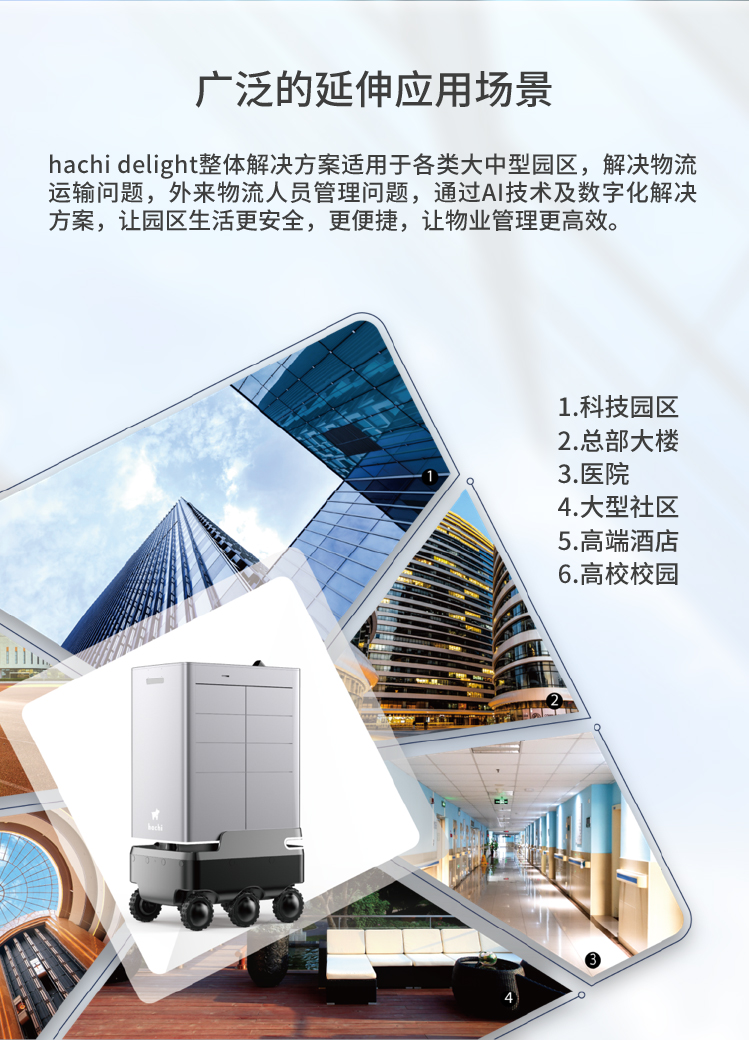 广泛的延伸应用场景
hachi delight整体解决方案适用于各类大中型园区，解决物流
运输问题，外来物流人员管理问题，通过AI技术及数字化解决
方案，让园区生活更安全，更便捷，让物业管理更高效。
1.科技园区
2.总部大楼
3.医院
4.大型社区
5.高端酒店
6.高校校园
1
2
hachi
3
4